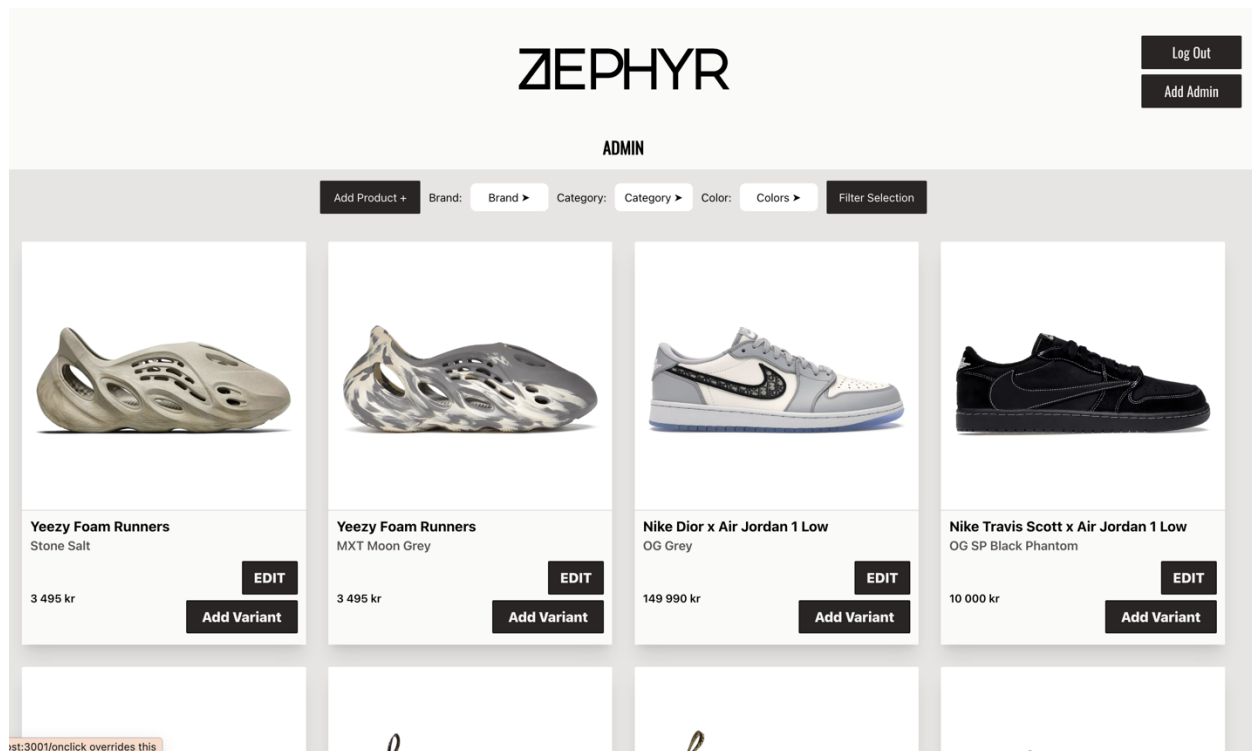 ZEPHYR
Log Out
Add Admin
ADMIN
Add Product + Brand: Brand ➤ Category: Category ➤ Color: Colors ➤ Filter Selection
Yeezy Foam Runners
Stone Salt
3 495 kr
EDIT
Add Variant
Yeezy Foam Runners
MXT Moon Grey
3 495 kr
EDIT
Add Variant
Nike Dior x Air Jordan 1 Low
OG Grey
149 990 kr
EDIT
Add Variant
Nike Travis Scott x Air Jordan 1 Low
OG SP Black Phantom
10 000 kr
EDIT
Add Variant
ost:3001/onclick overrides this